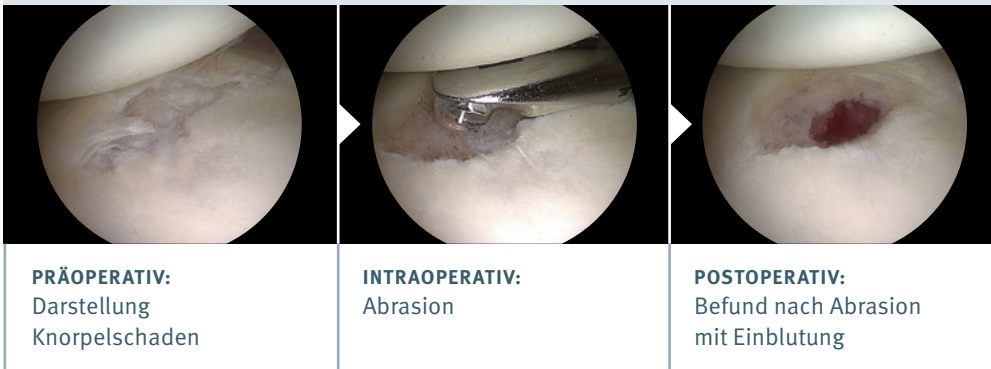 PRÄOPERATIV:
Darstellung
Knorpelschaden
INTRAOPERATIV:
Abrasion
POSTOPERATIV:
Befund nach Abrasion
mit Einblutung